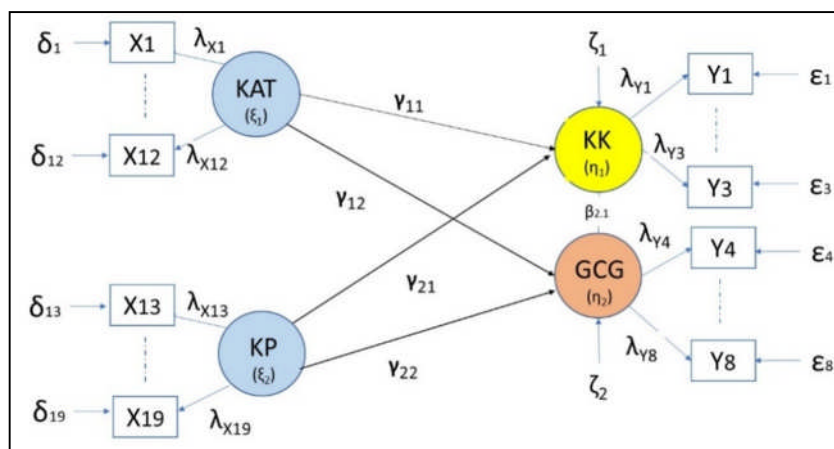 δ1
X1
λX1
KAT
(ξ1)
δ12
X12
λX12
γ11
γ12
ζ1
KK
(η1)
λY1
Y1
ε1
λY3
Y3
ε3
β2.1
GCG
(η2)
λY4
Y4
ε4
λY8
Y8
ε8
ζ2
γ21
γ22
δ13
X13
λX13
KP
(ξ2)
δ19
X19
λX19